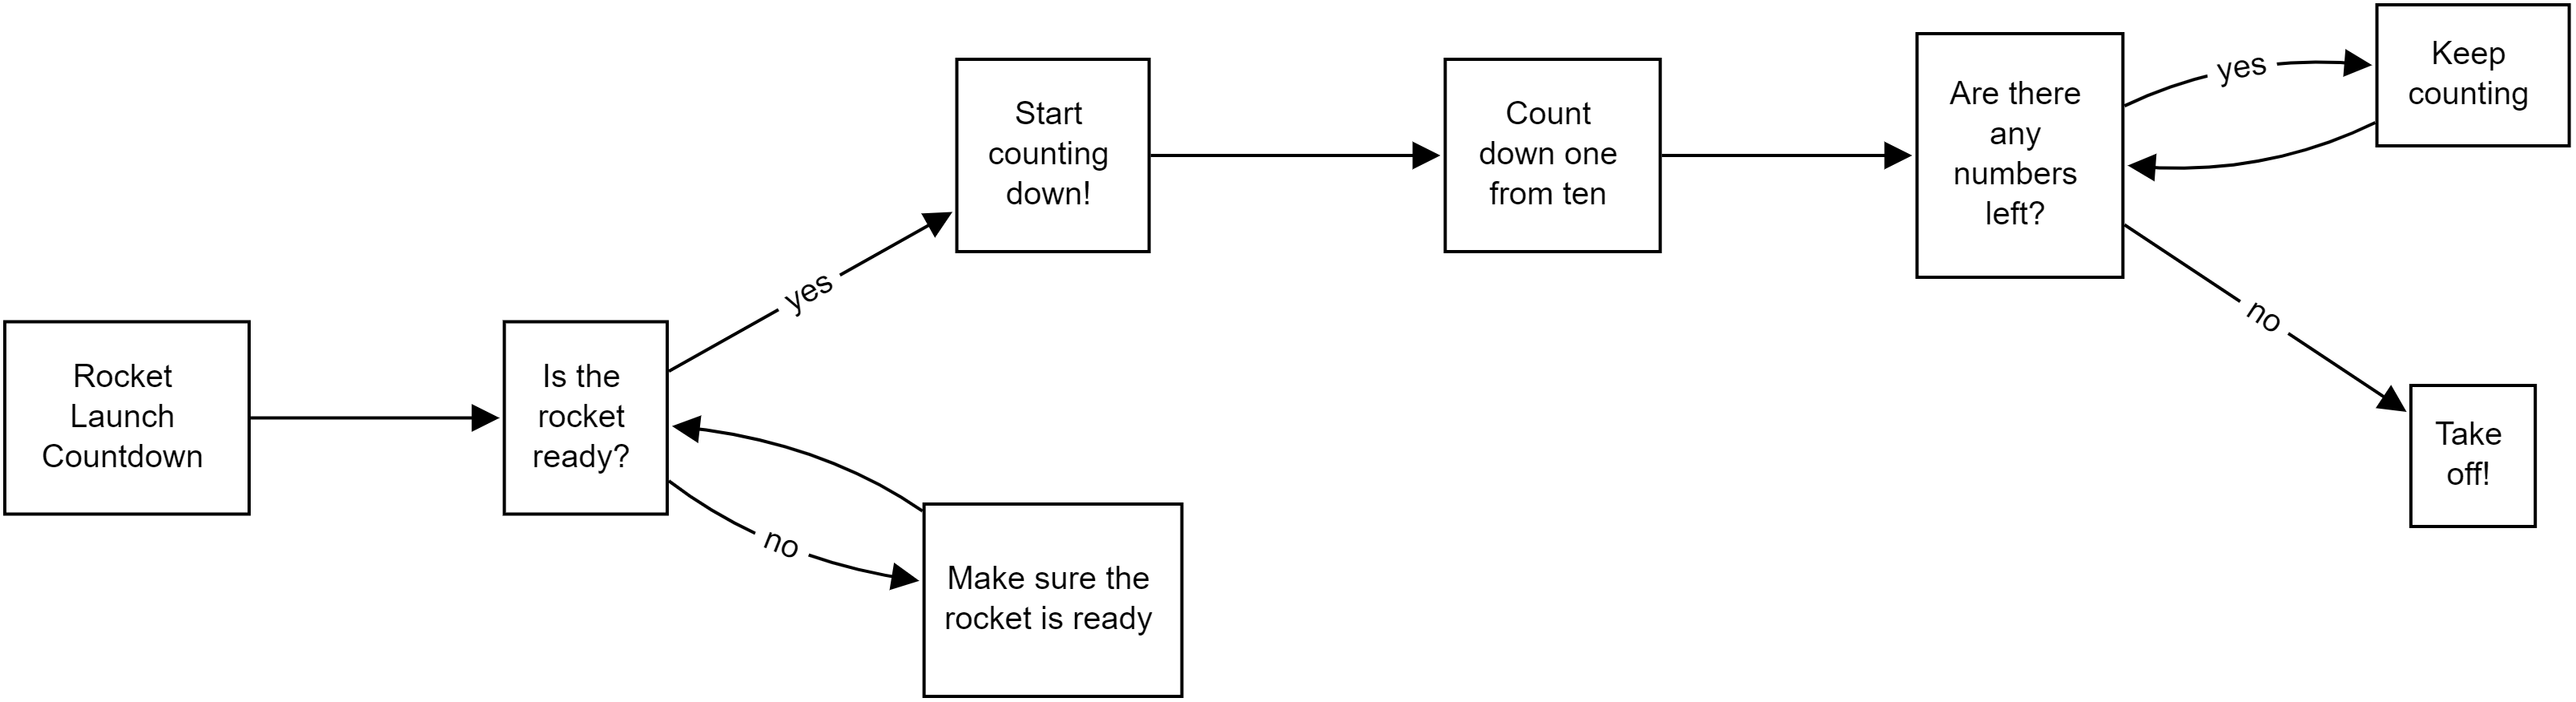 Rocket
Launch
Countdown
Is the
rocket
ready?
yes
Start
counting
down!
no
Make sure the
rocket is ready
Count
down one
from ten
Are there
any
numbers
left?
yes
Keep
counting
no
Take
off!